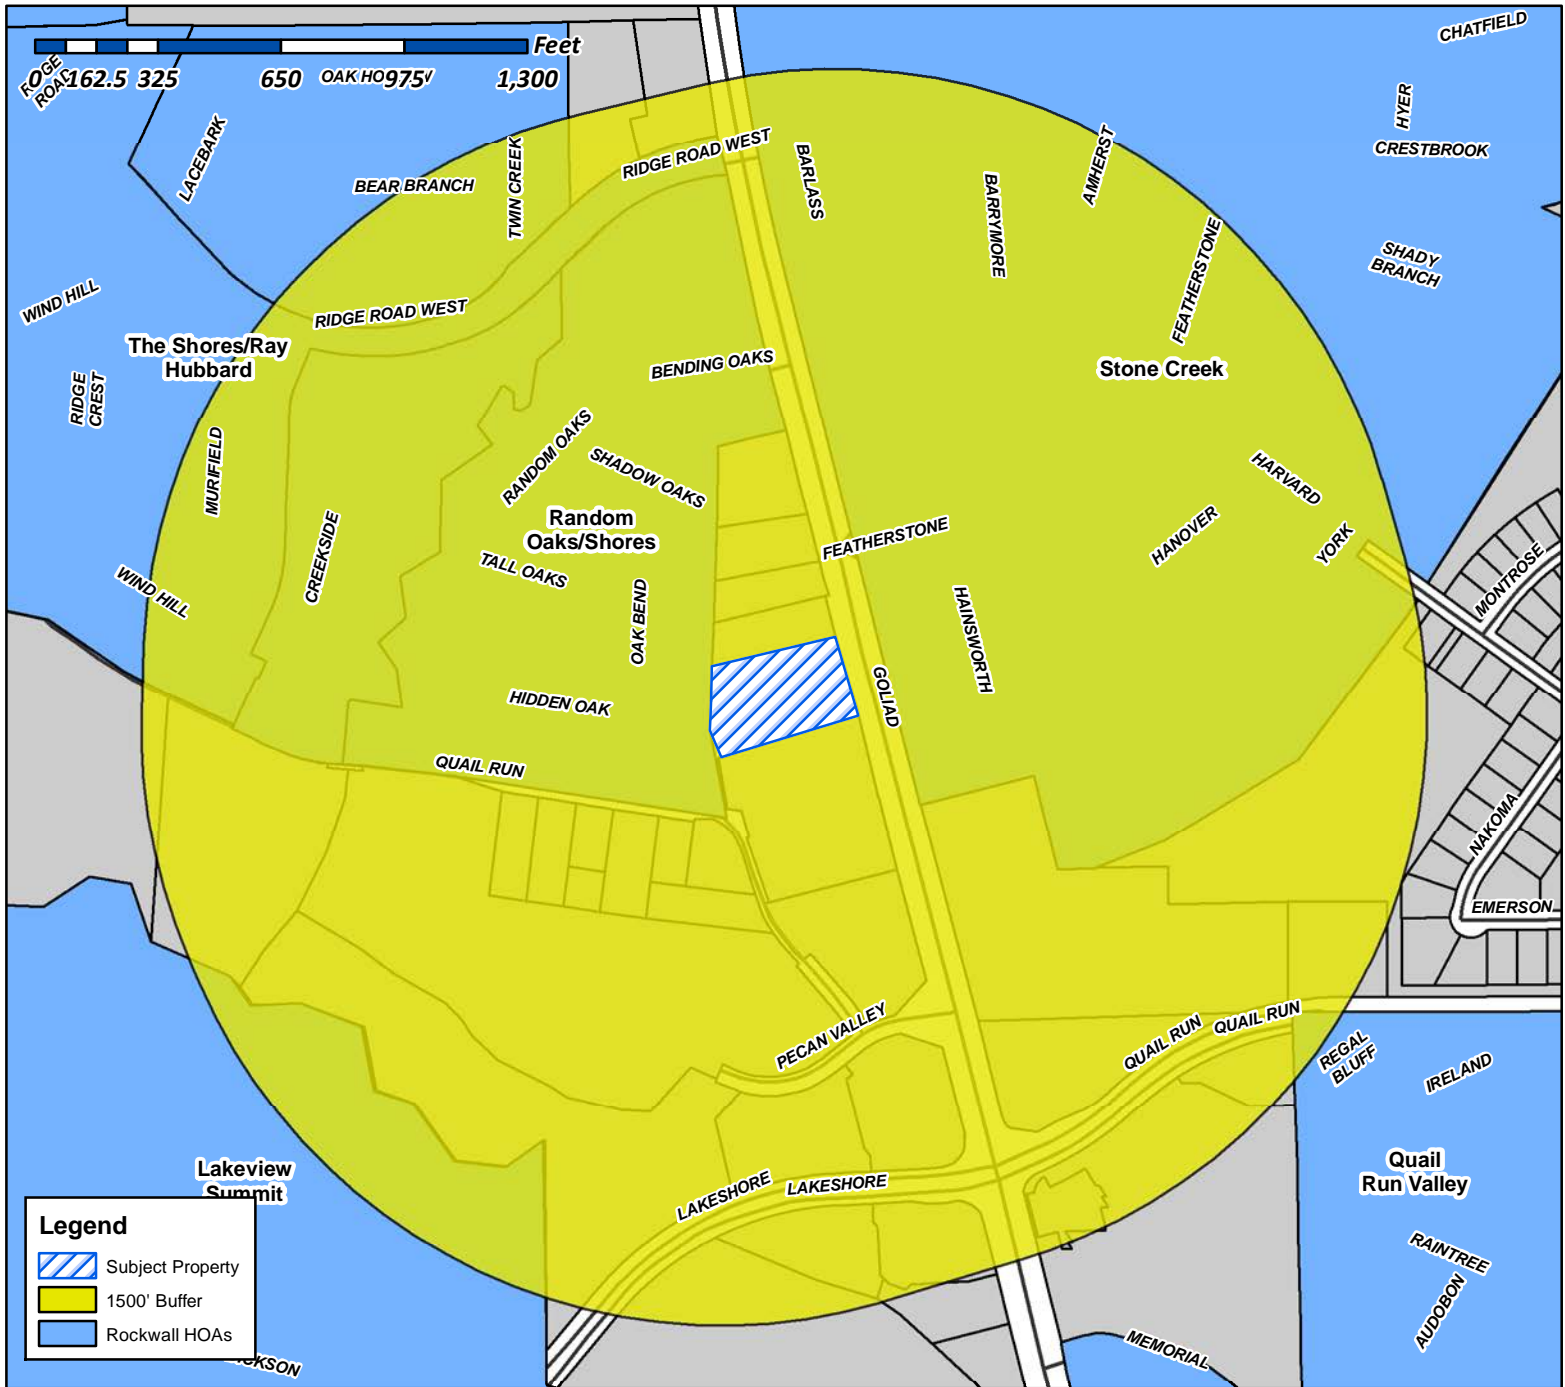 CHATFIELD
Feet
RIDGE
ROAD
0 162.5 325 650 975 1,300
HYER
LACEBARK
TWIN CREEK
RIDGE ROAD WEST
BARLASS
AMHERST
CRESTBROOK
BEAR BRANCH
BARRYMORE
FEATHERSTONE
SHADY
BRANCH
WIND HILL
RIDGE ROAD WEST
The Shores/Ray
Hubbard
BENDING OAKS
Stone Creek
RIDGE
CREST
MURIFIELD
RANDOM OAKS
SHADOW OAKS
HARVARD
Random
Oaks/Shores
FEATHERSTONE
HANOVER
YORK
CREEKSIDE
TALL OAKS
WIND HILL
MONTROSE
OAK BEND
HAINSWORTH
HIDDEN OAK
GOLIAD
QUAIL RUN
NAKOMA
EMERSON
PECAN VALLEY
QUAIL RUN
QUAIL RUN
REGAL
BLUFF
IRELAND
Lakeview
Summit
LAKESHORE
LAKESHORE
Quail
Run Valley
Legend
Subject Property
1500' Buffer
Rockwall HOAs
RAINTREE
AUDOBON
MEMORIAL